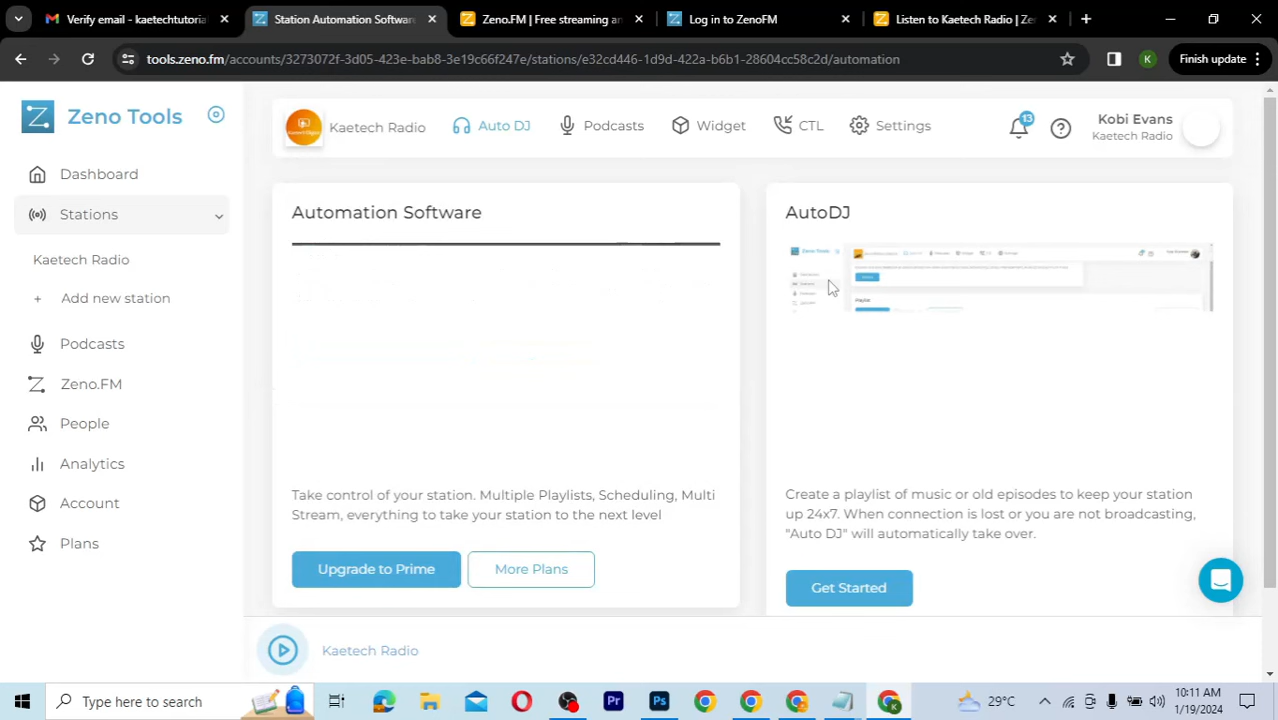 Verify email - kaetechtutoria
Station Automation Software
Zeno.FM | Free streaming an
Log in to ZenoFM
Listen to Kaetech Radio | Ze
tools.zeno.fm/accounts/3273072f-3d05-423e-bab8-3e19c66f247e/stations/e32cd446-1d9d-422a-b6b1-28604cc58c2d/automation
K
Finish update
Zeno Tools
Kaetech Radio
Auto DJ
Podcasts
Widget
CTL
Settings
13
Kobi Evans
Kaetech Radio
Dashboard
Stations
Kaetech Radio
+ Add new station
Podcasts
Zeno.FM
People
Analytics
Account
Plans
Automation Software
Take control of your station. Multiple Playlists, Scheduling, Multi
Stream, everything to take your station to the next level
Upgrade to Prime
More Plans
AutoDJ
Zeno Tools
Playlist
Create a playlist of music or old episodes to keep your station
up 24x7. When connection is lost or you are not broadcasting,
"Auto DJ" will automatically take over.
Get Started
Kaetech Radio
Type here to search
Pr
Ps
29°C
10:11 AM
1/19/2024